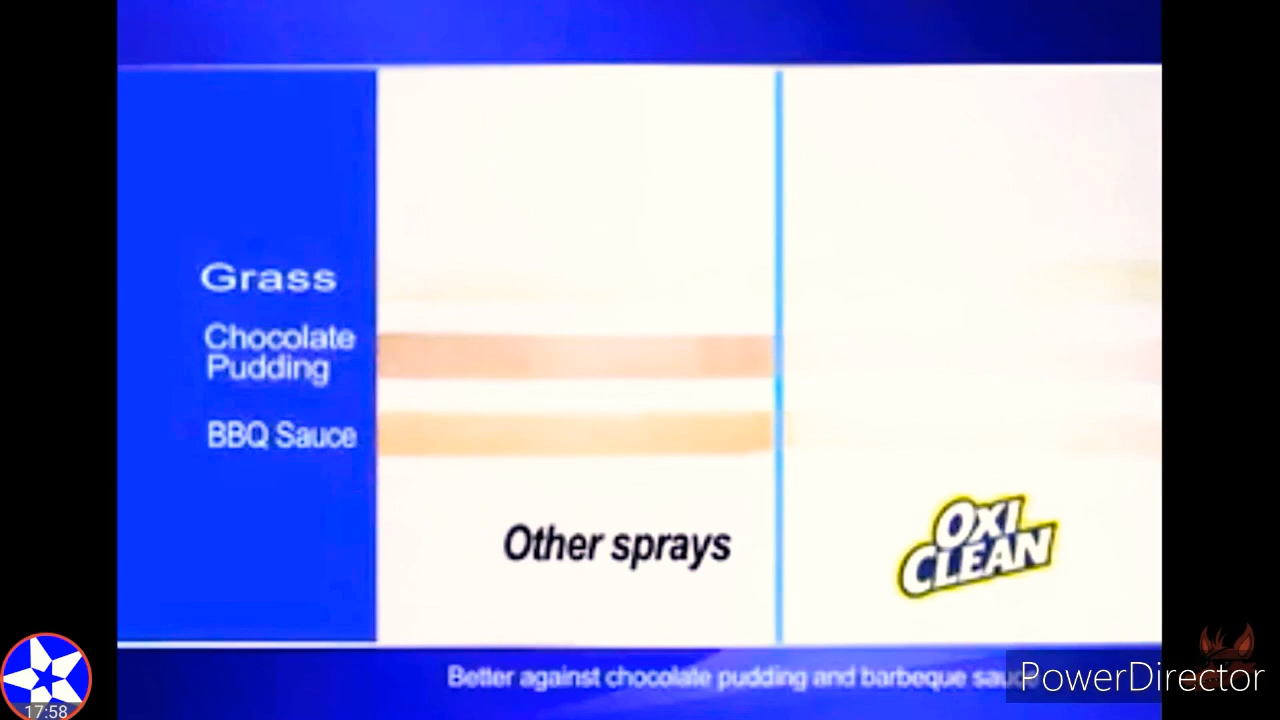 Grass
Chocolate
Pudding
BBQ Sauce
Other sprays
OXI
CLEAN
Better against chocolate pudding and barbeque
PowerDirector
17:58